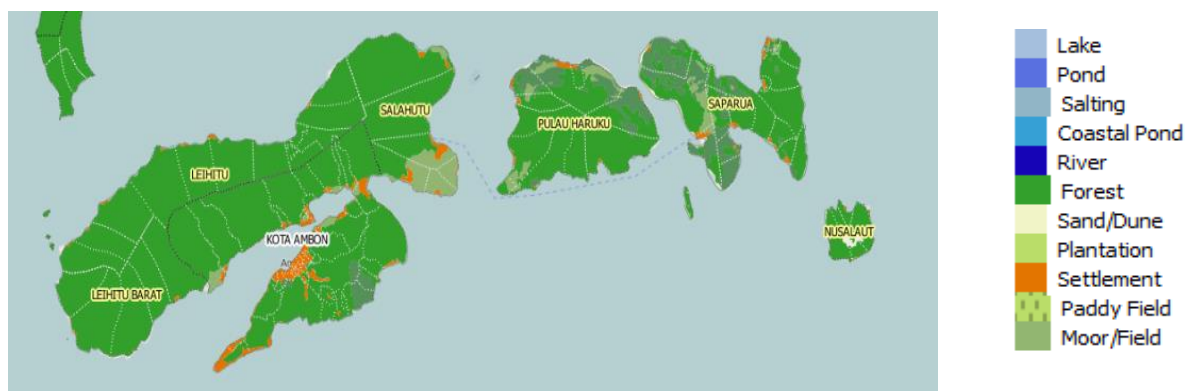 SALAHUTU
PULAU HARUKU
SAPARUA
LEIHITU
KOTA AMBON
NUSALAUT
LEIHITU BARAT
Lake
Pond
Salting
Coastal Pond
River
Forest
Sand/Dune
Plantation
Settlement
Paddy Field
Moor/Field